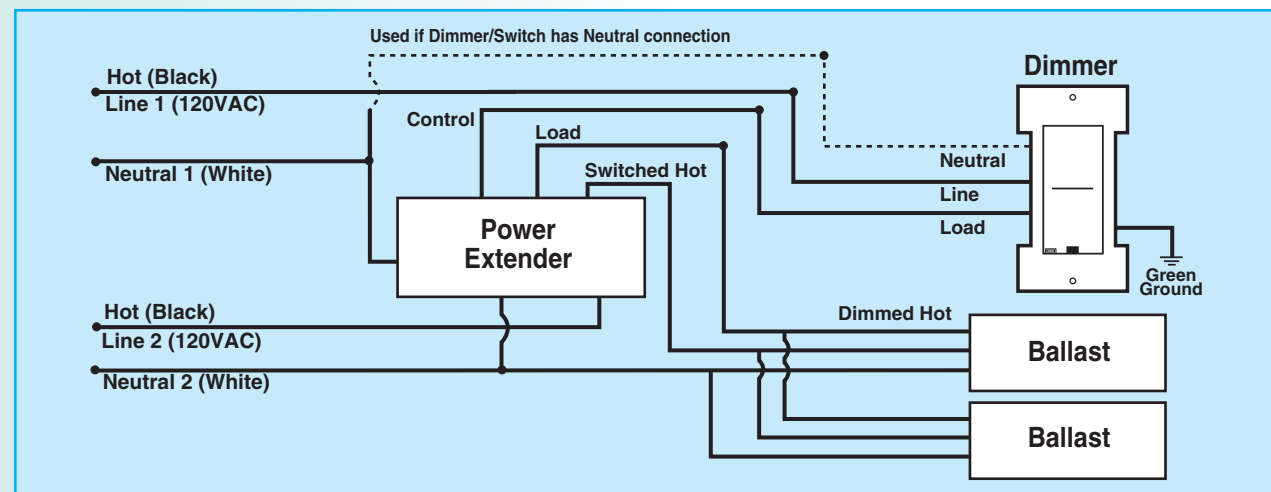 Used if Dimmer/Switch has Neutral connection
Dimmer
Hot (Black)
Line 1 (120VAC)
Control
Load
Neutral
Neutral 1 (White)
Switched Hot
Line
Load
Power
Extender
Green
Ground
Hot (Black)
Line 2 (120VAC)
Dimmed Hot
Ballast
Neutral 2 (White)
Ballast